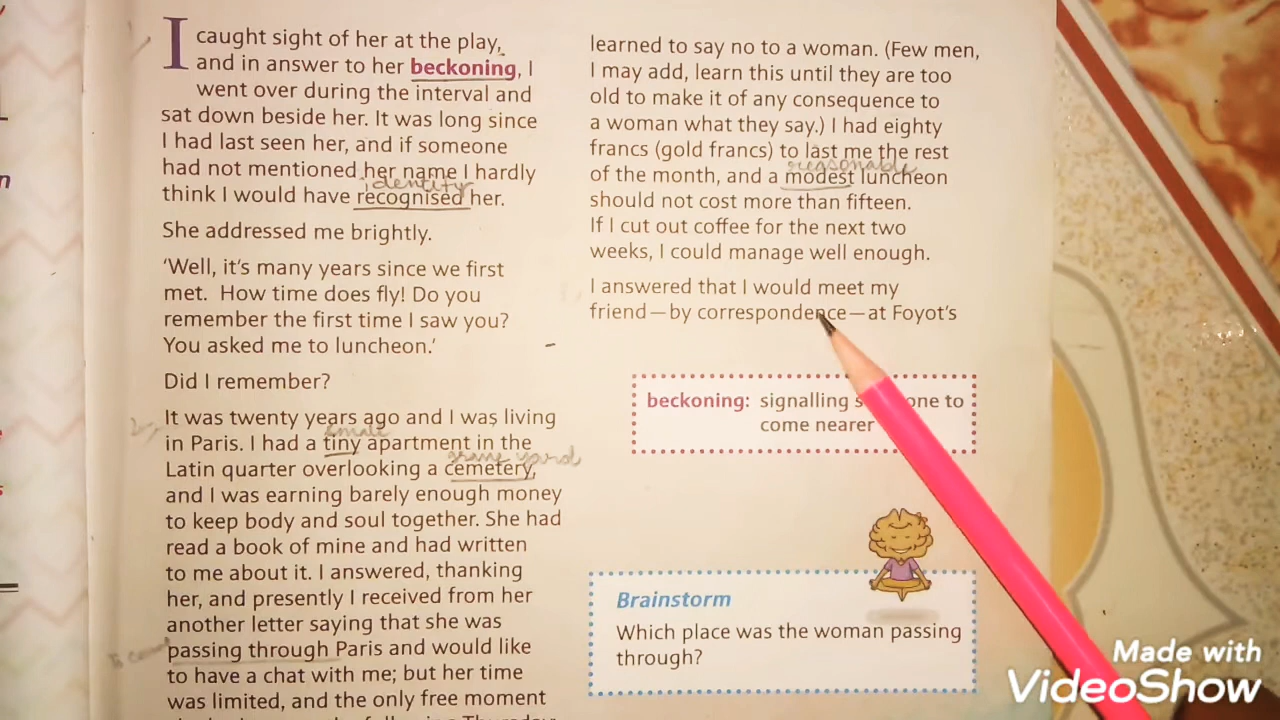 I caught sight of her at the play,
and in answer to her beckoning, I
went over during the interval and
sat down beside her. It was long since
I had last seen her, and if someone
had not mentioned her name I hardly
identity
think I would have recognised her.
She addressed me brightly.
'Well, it's many years since we first
met. How time does fly! Do you
remember the first time I saw you?
You asked me to luncheon.'
Did I remember?
It was twenty years ago and I was living
in Paris. I had a tiny apartment in the
yard
Latin quarter overlooking a cemetery,
and I was earning barely enough money
to keep body and soul together. She had
read a book of mine and had written
to me about it. I answered, thanking
her, and presently I received from her
another letter saying that she was
passing through Paris and would like
to have a chat with me; but her time
was limited, and the only free moment
learned to say no to a woman. (Few men,
I may add, learn this until they are too
old to make it of any consequence to
a woman what they say.) I had eighty
francs (gold francs) to last me the rest
reasonable
of the month, and a modest luncheon
should not cost more than fifteen.
If I cut out coffee for the next two
weeks, I could manage well enough.
I answered that I would meet my
friend—by correspondence—at Foyot's
beckoning: signalling s one to
come nearer
Brainstorm
Which place was the woman passing
through?
Made with
VideoShow